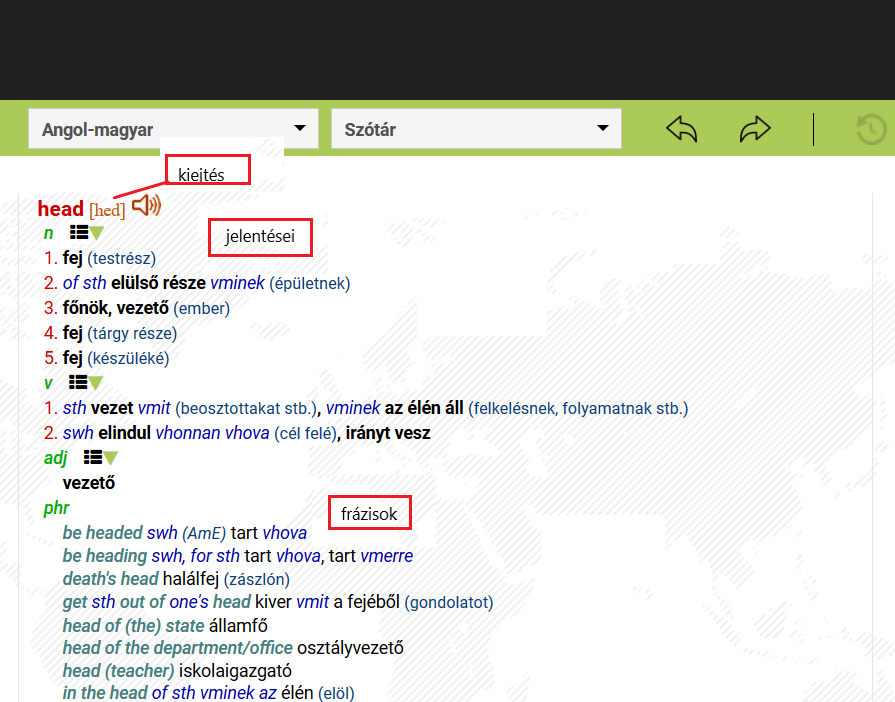 Angol-magyar Szótár
kiejtés
head [hed]
jelentései
n
1. fej (testrész)
2. of sth elülső része vminek (épületnek)
3. főnök, vezető (ember)
4. fej (tárgy része)
5. fej (készüléké)
v
1. sth vezet vmit (beosztottakat stb.), vminek az élén áll (felkelésnek, folyamatnak stb.)
2. swh elindul vhonnan vhova (cél felé), irányt vesz
adj
vezető
phr
frázisok
be headed swh (AmE) tart vhova
be heading swh, for sth tart vhova, tart vmerre
death's head halálfej (zászlón)
get sth out of one's head kiver vmit a fejéből (gondolatot)
head of (the) state államfő
head of the department/office osztályvezető
head (teacher) iskolaigazgató
in the head of sth vminek az élén (elöl)